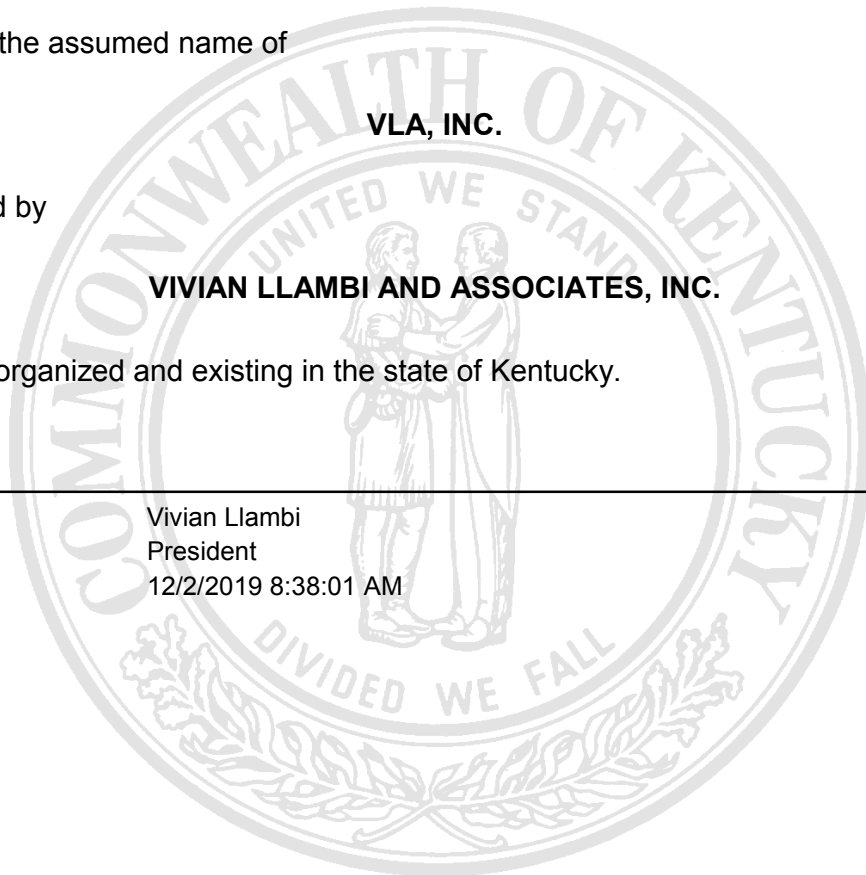 the assumed name of
VLA, INC.
d by
VIVIAN LLAMBI AND ASSOCIATES, INC.
organized and existing in the state of Kentucky.
Vivian Llambi
President
12/2/2019 8:38:01 AM
COMMONWEALTH OF KENTUCKY
UNITED WE STAND
DIVIDED WE FALL